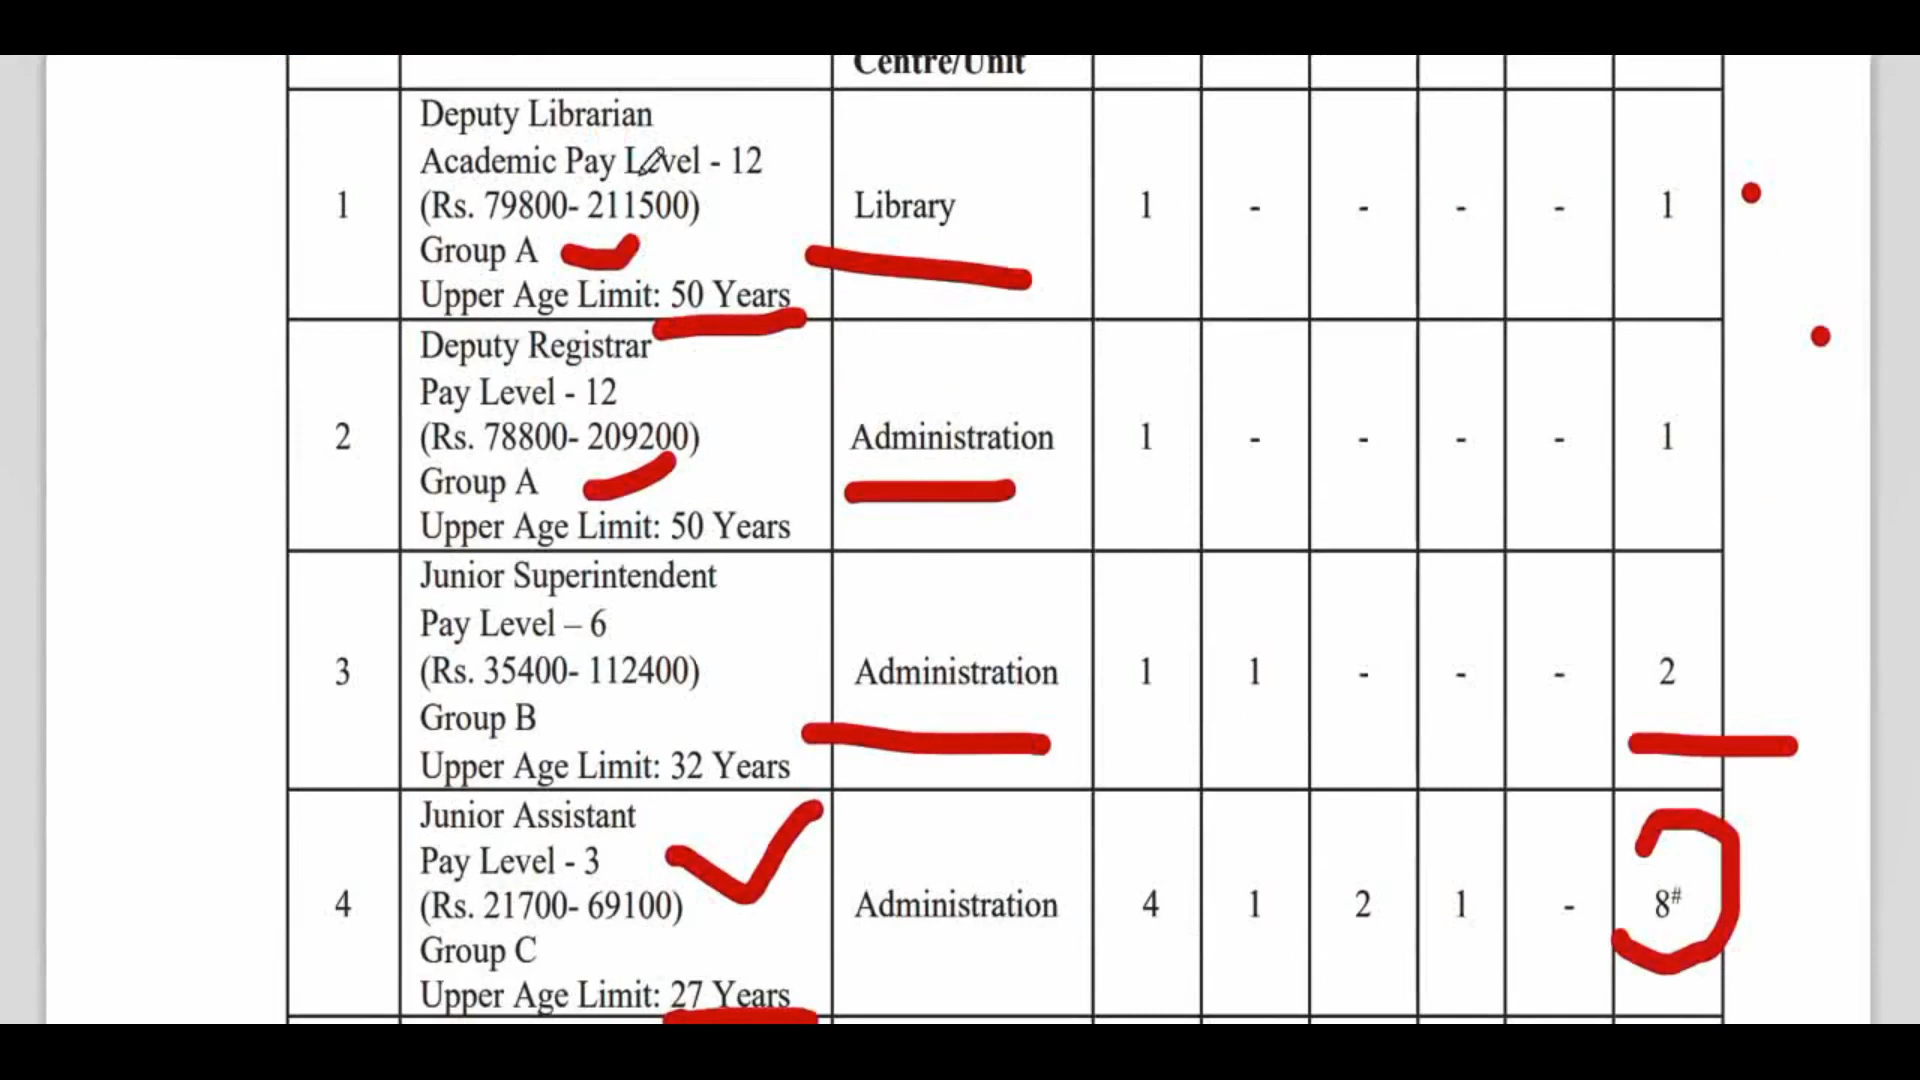 Centre/Unit
1
Deputy Librarian
Academic Pay Level - 12
(Rs. 79800- 211500)
Group A
Upper Age Limit: 50 Years
Library
1 - - - - 1
2
Deputy Registrar
Pay Level - 12
(Rs. 78800- 209200)
Group A
Upper Age Limit: 50 Years
Administration
1 - - - - 1
3
Junior Superintendent
Pay Level – 6
(Rs. 35400- 112400)
Group B
Upper Age Limit: 32 Years
Administration
1 1 - - - 2
4
Junior Assistant
Pay Level - 3
(Rs. 21700- 69100)
Group C
Upper Age Limit: 27 Years
Administration
4 1 2 1 - 8#